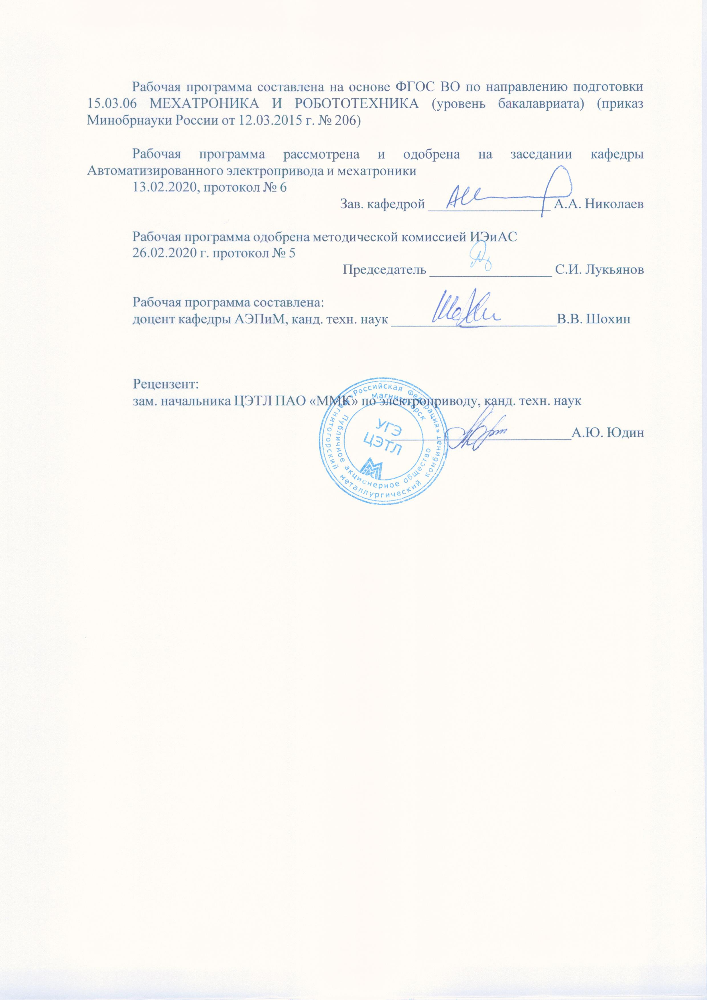 Рабочая программа составлена на основе ФГОС ВО по направлению подготовки
15.03.06 МЕХАТРОНИКА И РОБОТОТЕХНИКА (уровень бакалавриата) (приказ
Минобрнауки России от 12.03.2015 г. № 206)
Рабочая программа рассмотрена и одобрена на заседании кафедры
Автоматизированного электропривода и мехатроники
13.02.2020, протокол № 6
Зав. кафедрой _________________ А.А. Николаев
Рабочая программа одобрена методической комиссией ИЭиАС
26.02.2020 г. протокол № 5
Председатель _________________ С.И. Лукьянов
Рабочая программа составлена:
доцент кафедры АЭПиМ, канд. техн. наук _______________________В.В. Шохин
Рецензент:
зам. начальника ЦЭТЛ ПАО «ММК» по электроприводу, канд. техн. наук
_________________________А.Ю. Юдин
*Российская Федерация*
Магнитогорский металлургический комбинат
Магнитогорск
Публичное акционерное общество
УГЭ
ЦЭТЛ